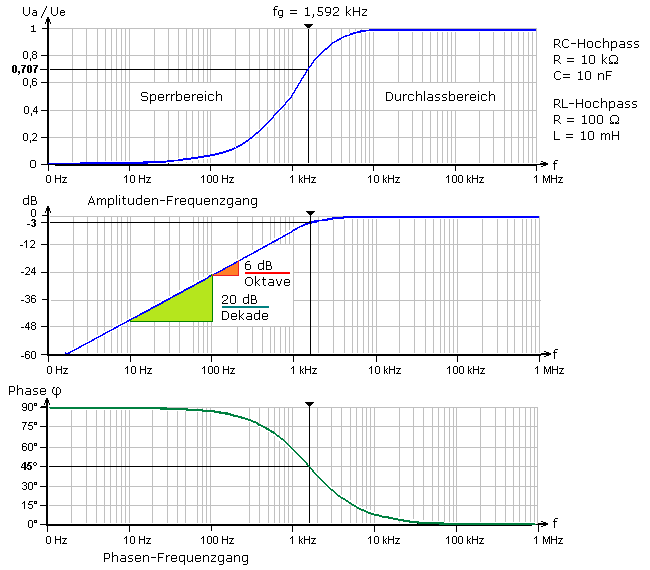 Ua / Ue
fg = 1,592 kHz
1
0,8
0,707
0,6
0,4
0,2
0
Sperrbereich
Durchlassbereich
RC-Hochpass
R = 10 kΩ
C= 10 nF
RL-Hochpass
R = 100 Ω
L = 10 mH
f
0 Hz 10 Hz 100 Hz 1 kHz 10 kHz 100 kHz 1 MHz
Amplituden-Frequenzgang
dB
0
-3
-12
-24
-36
-48
-60
6 dB
Oktave
20 dB
Dekade
f
0 Hz 10 Hz 100 Hz 1 kHz 10 kHz 100 kHz 1 MHz
Phase φ
90°
75°
60°
45°
30°
15°
0°
f
0 Hz 10 Hz 100 Hz 1 kHz 10 kHz 100 kHz 1 MHz
Phasen-Frequenzgang